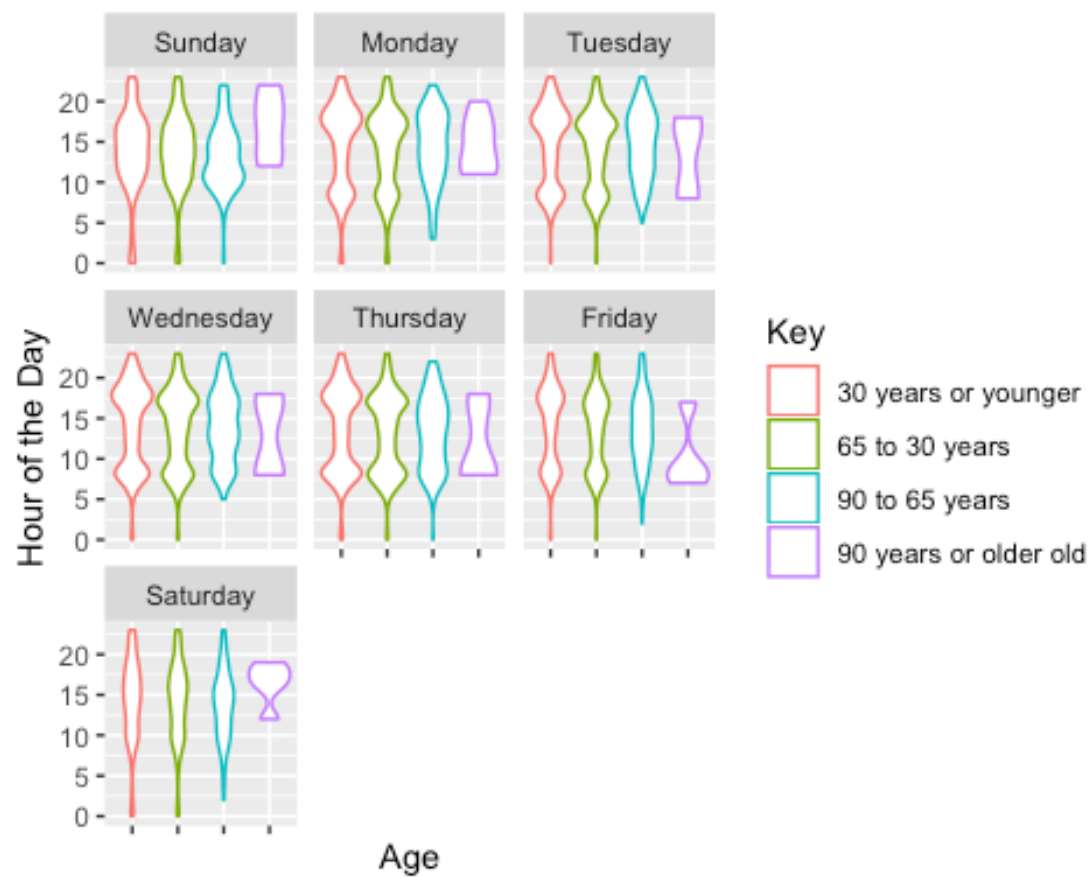 Sunday
Monday
Tuesday
20
15
10
5
0
Wednesday
Thursday
Friday
20
15
10
5
0
Saturday
20
15
10
5
0
Hour of the Day
Age
Key
30 years or younger
65 to 30 years
90 to 65 years
90 years or older old